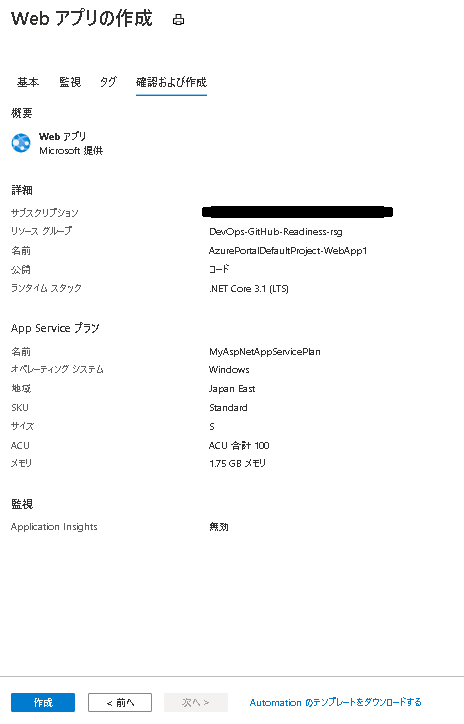 Web アプリの作成
基本 監視 タグ 確認および作成
概要
Web アプリ
Microsoft 提供
詳細
サブスクリプション
リソース グループ DevOps-GitHub-Readiness-rsg
名前 AzurePortalDefaultProject-WebApp1
公開 コード
ランタイム スタック .NET Core 3.1 (LTS)
App Service プラン
名前 MyAspNetAppServicePlan
オペレーティング システム Windows
地域 Japan East
SKU Standard
サイズ S
ACU ACU 合計 100
メモリ 1.75 GB メモリ
監視
Application Insights 無効
作成 < 前へ 次へ > Automation のテンプレートをダウンロードする